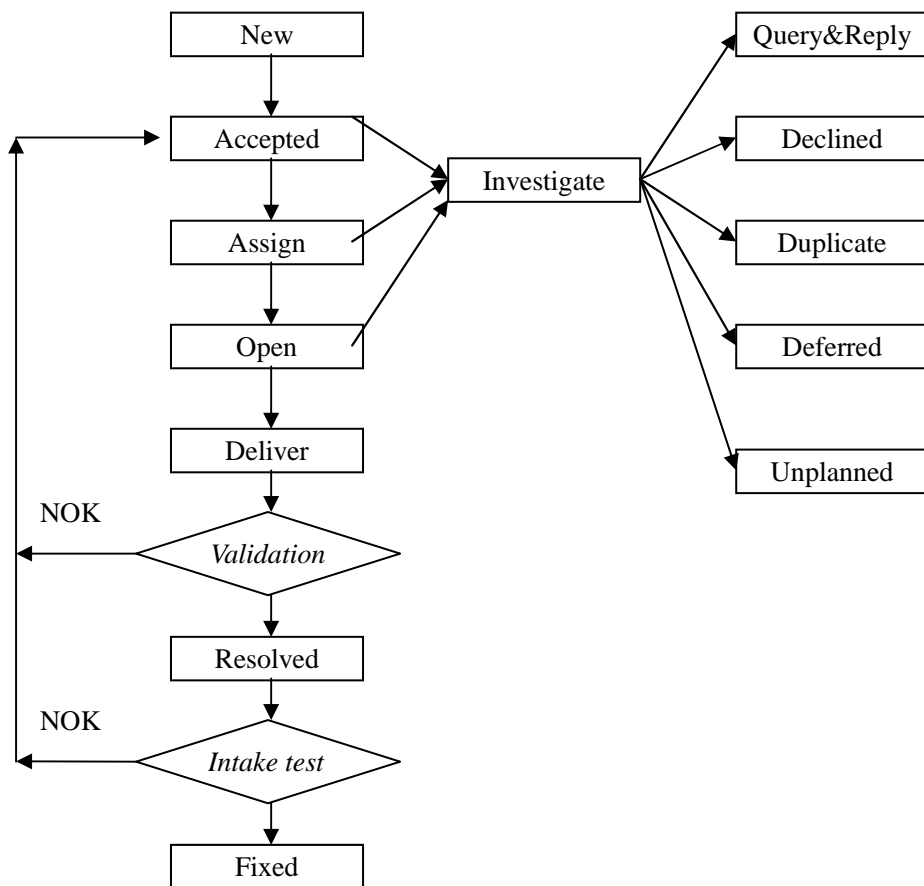 New
Query&Reply
Accepted
Declined
Investigate
Assign
Duplicate
Open
Deferred
Deliver
Unplanned
NOK
Validation
Resolved
NOK
Intake test
Fixed